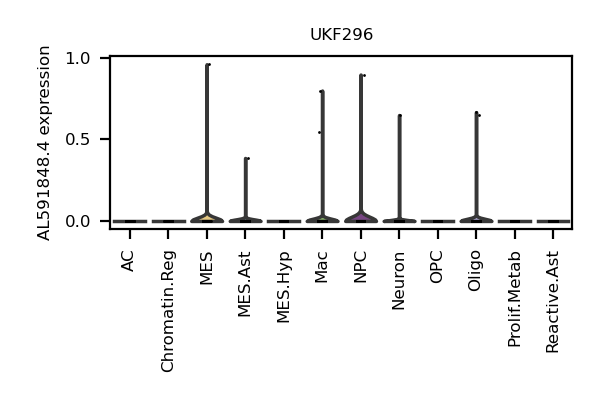 UKF296
AL591848.4 expression
1.0
0.5
0.0
AC
Chromatin.Reg
MES
MES.Ast
MES.Hyp
Mac
NPC
Neuron
OPC
Oligo
Prolif.Metab
Reactive.Ast